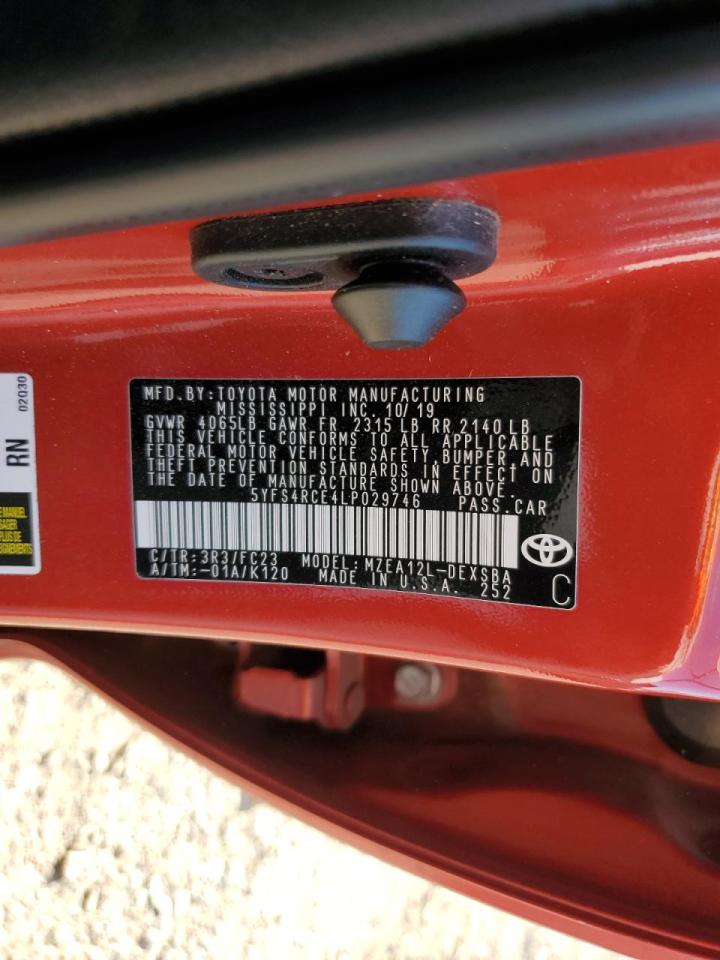 MFD.BY:TOYOTA MOTOR MANUFACTURING
MISSISSIPPI INC. 10/19
GVWR 4065LB GAWR FR 2315 LB RR 2140 LB
THIS VEHICLE CONFORMS TO ALL APPLICABLE
FEDERAL MOTOR VEHICLE SAFETY, BUMPER AND
THEFT PREVENTION STANDARDS IN EFFECT ON
THE DATE OF MANUFACTURE SHOWN ABOVE.
5YFS4RCE4LP029746 PASS.CAR
C/TR:3R3/FC23 MODEL:MZEA12L-DEXSBA
A/TM:-01A/K120 MADE IN U.S.A. 252
C
RN 02030